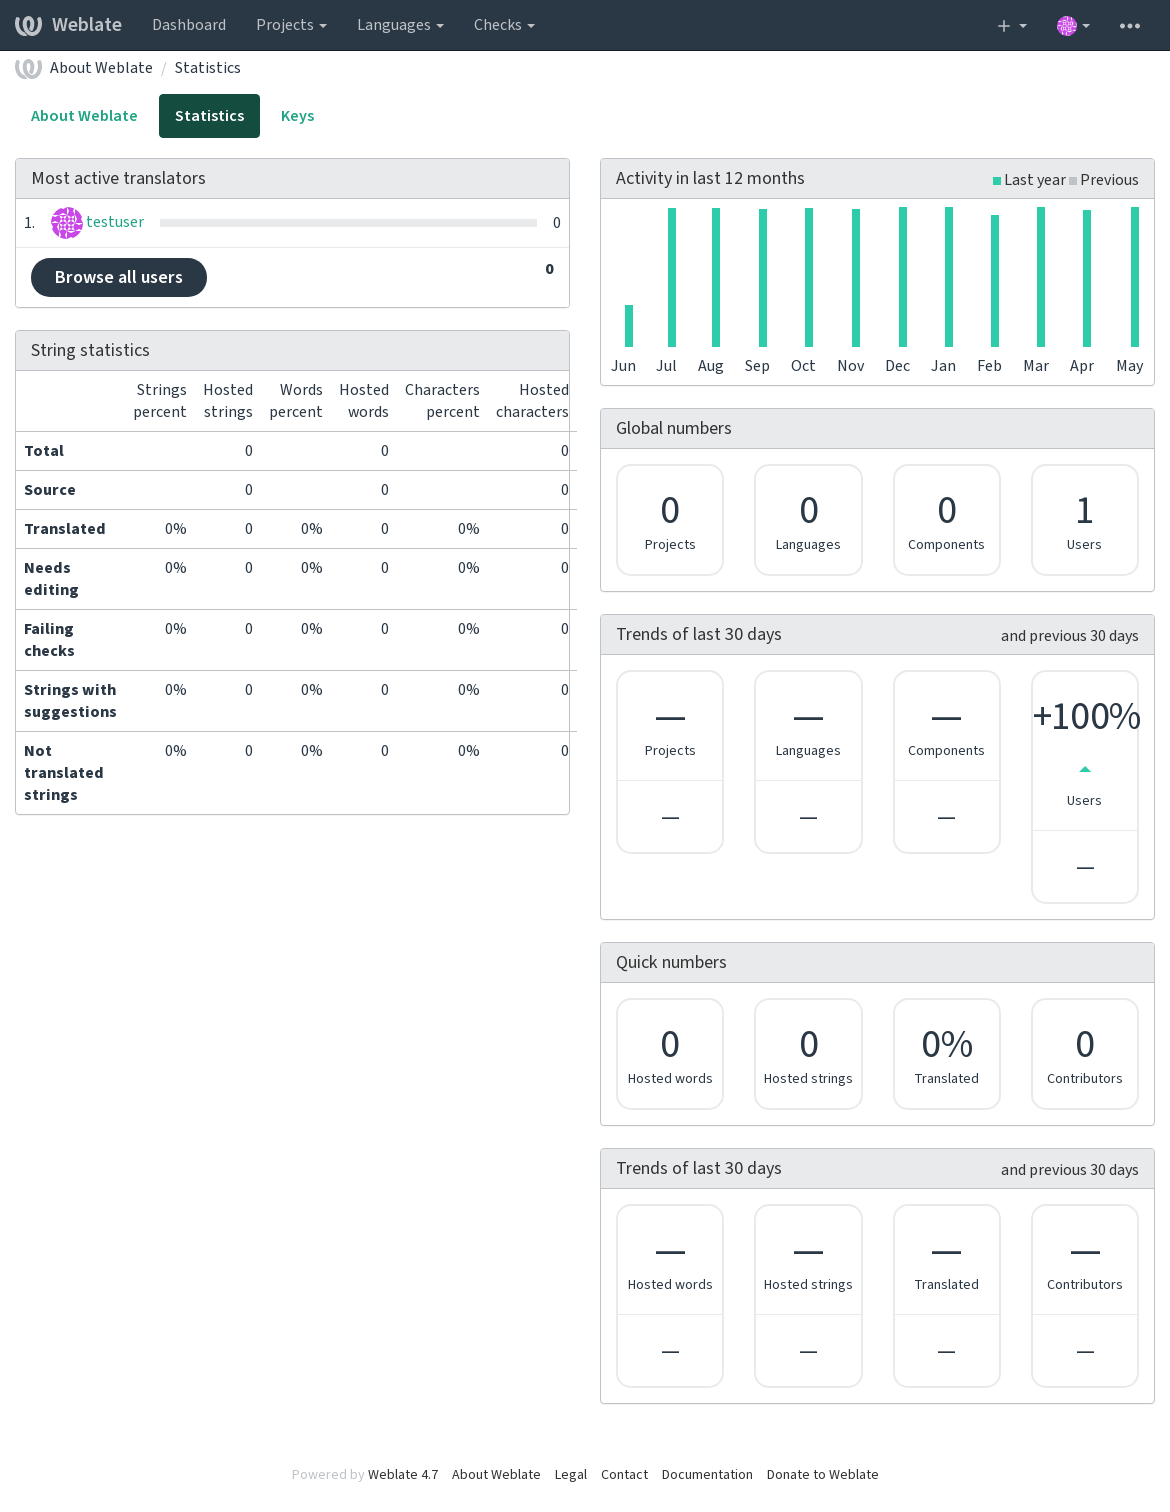 Weblate Dashboard Projects Languages Checks
About Weblate / Statistics
About Weblate Statistics Keys
Most active translators
1. testuser 0
Browse all users 0
String statistics
Strings percent Hosted strings Words percent Hosted words Characters percent Hosted characters
Total 0 0 0
Source 0 0 0
Translated 0% 0 0% 0 0% 0
Needs editing 0% 0 0% 0 0% 0
Failing checks 0% 0 0% 0 0% 0
Strings with suggestions 0% 0 0% 0 0% 0
Not translated strings 0% 0 0% 0 0% 0
Activity in last 12 months Last year Previous
Jun Jul Aug Sep Oct Nov Dec Jan Feb Mar Apr May
Global numbers
0 0 0 1
Projects Languages Components Users
Trends of last 30 days and previous 30 days
— — — +100%
Projects Languages Components Users
— — — —
Quick numbers
0 0 0% 0
Hosted words Hosted strings Translated Contributors
Trends of last 30 days and previous 30 days
— — — —
Hosted words Hosted strings Translated Contributors
— — — —
Powered by Weblate 4.7 About Weblate Legal Contact Documentation Donate to Weblate